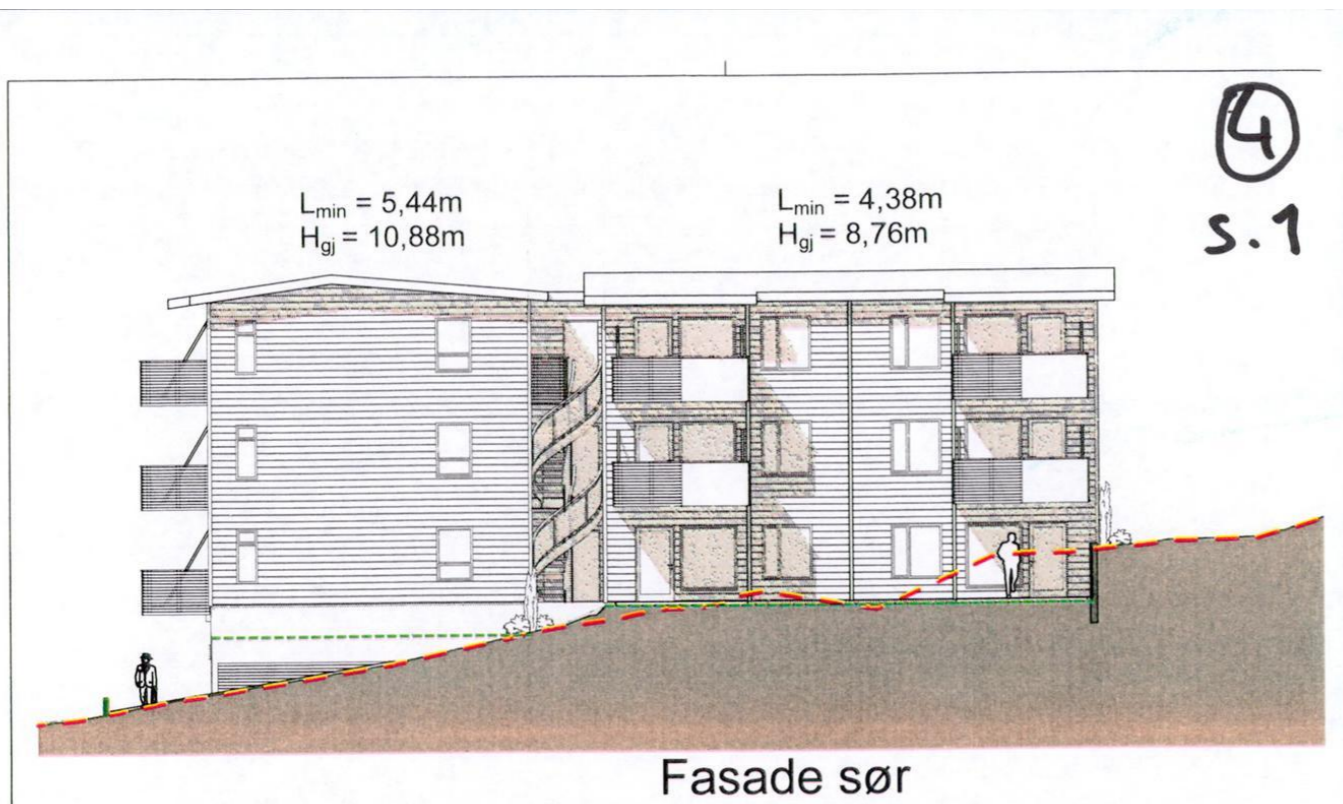 4
s.1
L_min = 5,44m
H_gj = 10,88m
L_min = 4,38m
H_gj = 8,76m
Fasade sør